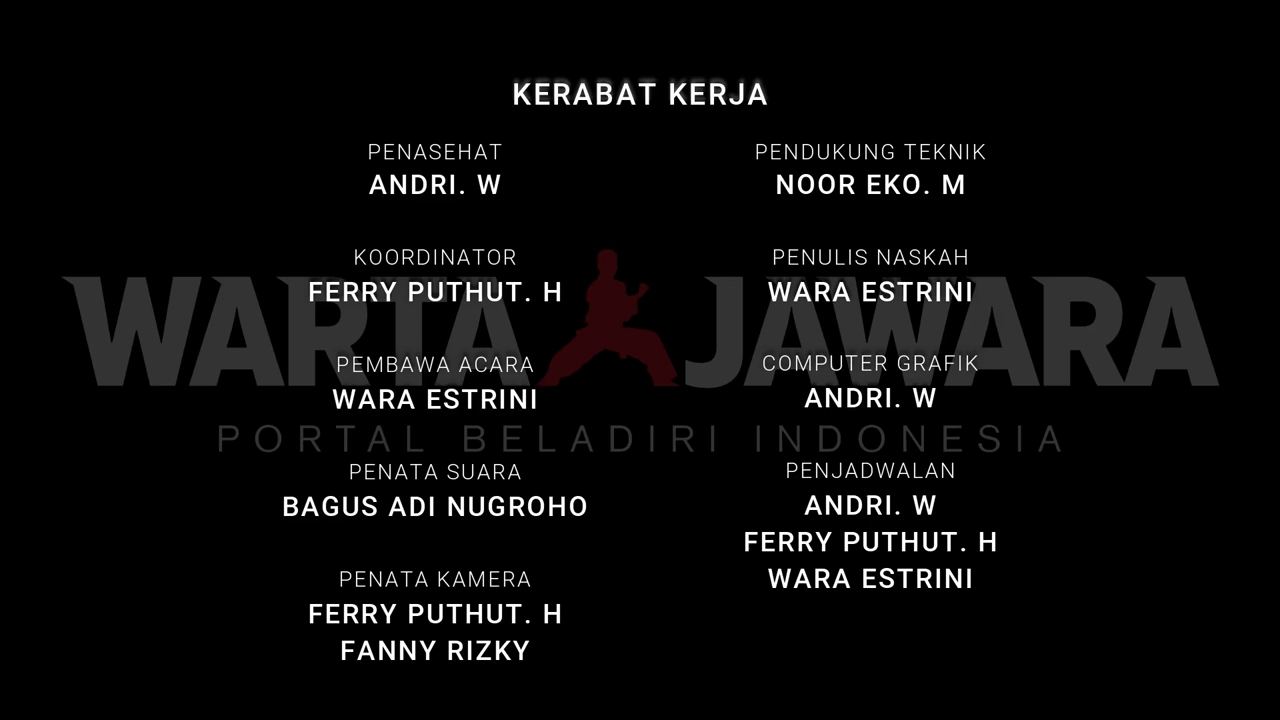 KERABAT KERJA
PENASEHAT
ANDRI. W
KOORDINATOR
FERRY PUTHUT. H
PEMBAWA ACARA
WARA ESTRINI
PENATA SUARA
BAGUS ADI NUGROHO
PENATA KAMERA
FERRY PUTHUT. H
FANNY RIZKY
PENDUKUNG TEKNIK
NOOR EKO. M
PENULIS NASKAH
WARA ESTRINI
COMPUTER GRAFIK
ANDRI. W
PENJADWALAN
ANDRI. W
FERRY PUTHUT. H
WARA ESTRINI
WARTA JAWARA
PORTAL BELADIRI INDONESIA